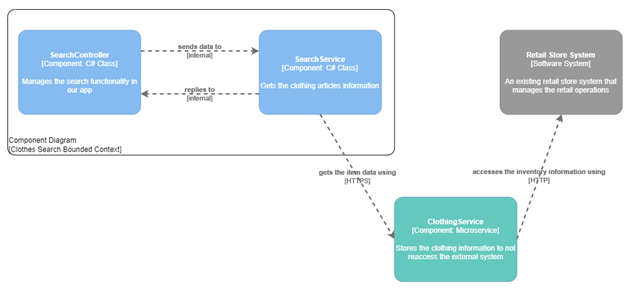 SearchController
[Component: C# Class]
Manages the search functionality in
our app
sends data to
[internal]
replies to
[internal]
SearchService
[Component: C# Class]
Gets the clothing articles information
Retail Store System
[Software System]
An existing retail store system that
manages the retail operations
Component Diagram
[Clothes Search Bounded Context]
gets the item data using
[HTTPS]
accesses the inventory information using
[HTTP]
ClothingService
[Component: Microservice]
Stores the clothing information to not
reaccess the external system